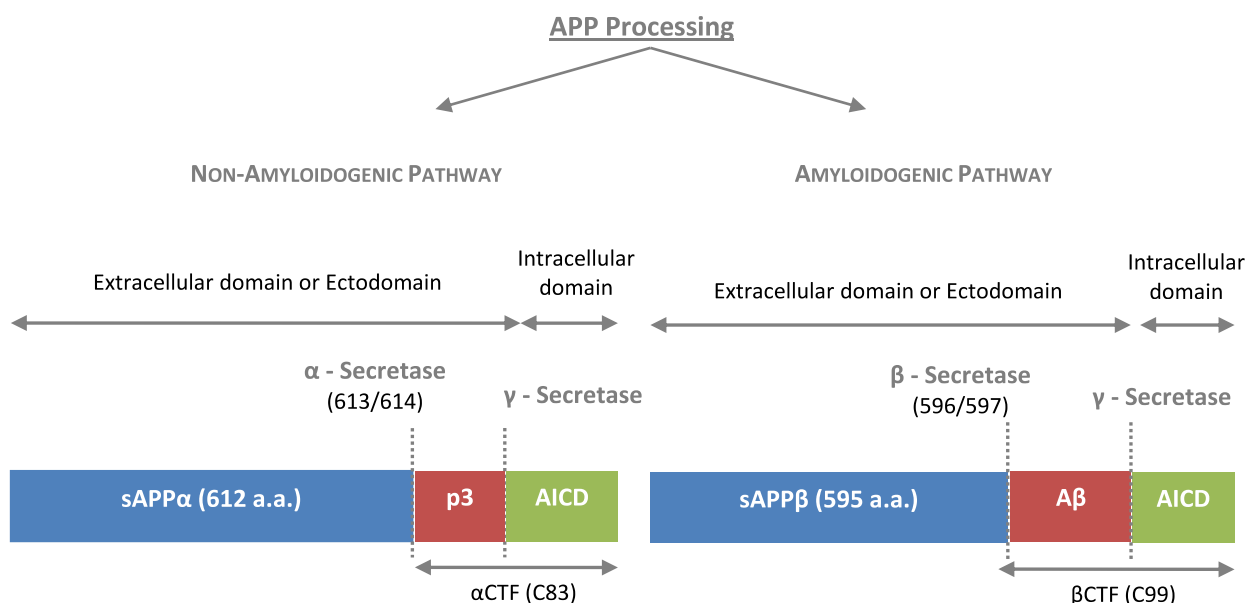 APP Processing
NON-AMYLOIDOGENIC PATHWAY
Extracellular domain or Ectodomain
Intracellular
domain
α - Secretase
(613/614)
γ - Secretase
sAPPα (612 a.a.)
p3
AICD
αCTF (C83)
AMYLOIDOGENIC PATHWAY
Extracellular domain or Ectodomain
Intracellular
domain
β - Secretase
(596/597)
γ - Secretase
sAPPβ (595 a.a.)
Aβ
AICD
βCTF (C99)